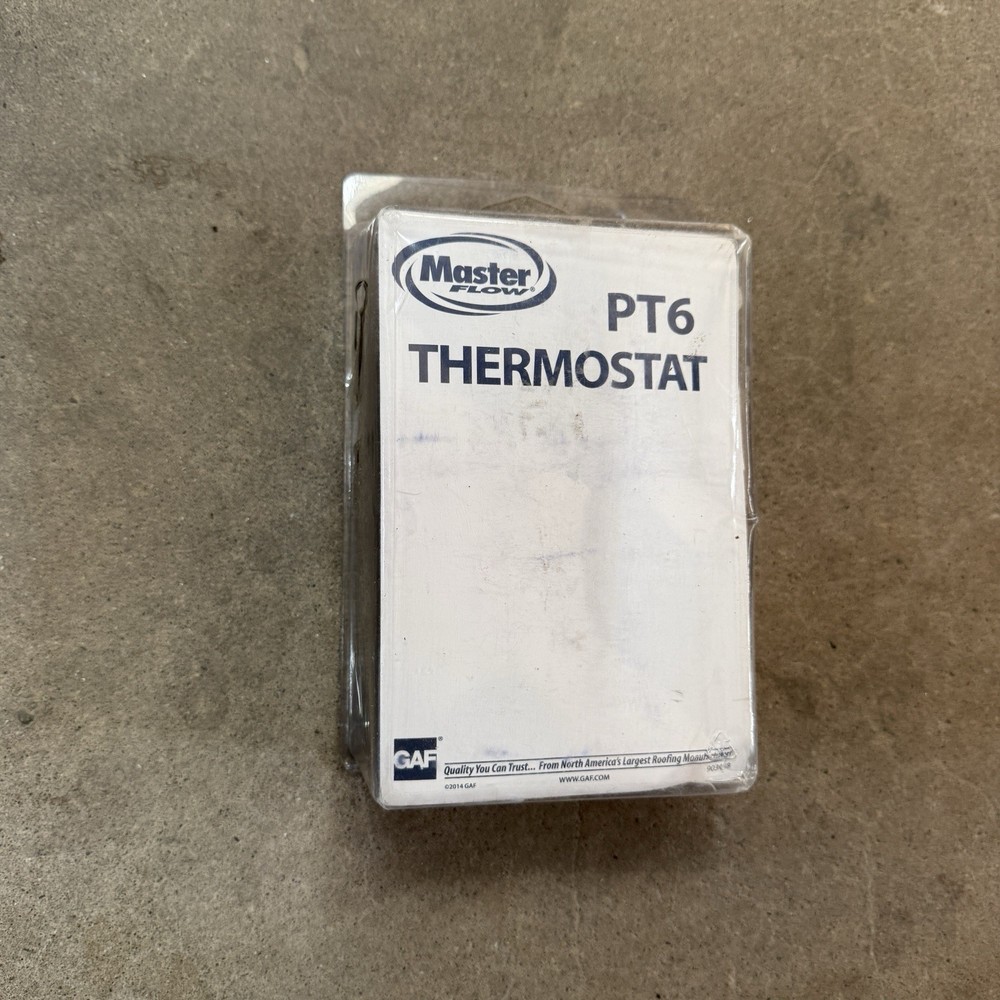 Master
FLOW®
PT6
THERMOSTAT
GAF®
Quality You Can Trust... From North America's Largest Roofing Manufacturer!
WWW.GAF.COM
©2014 GAF